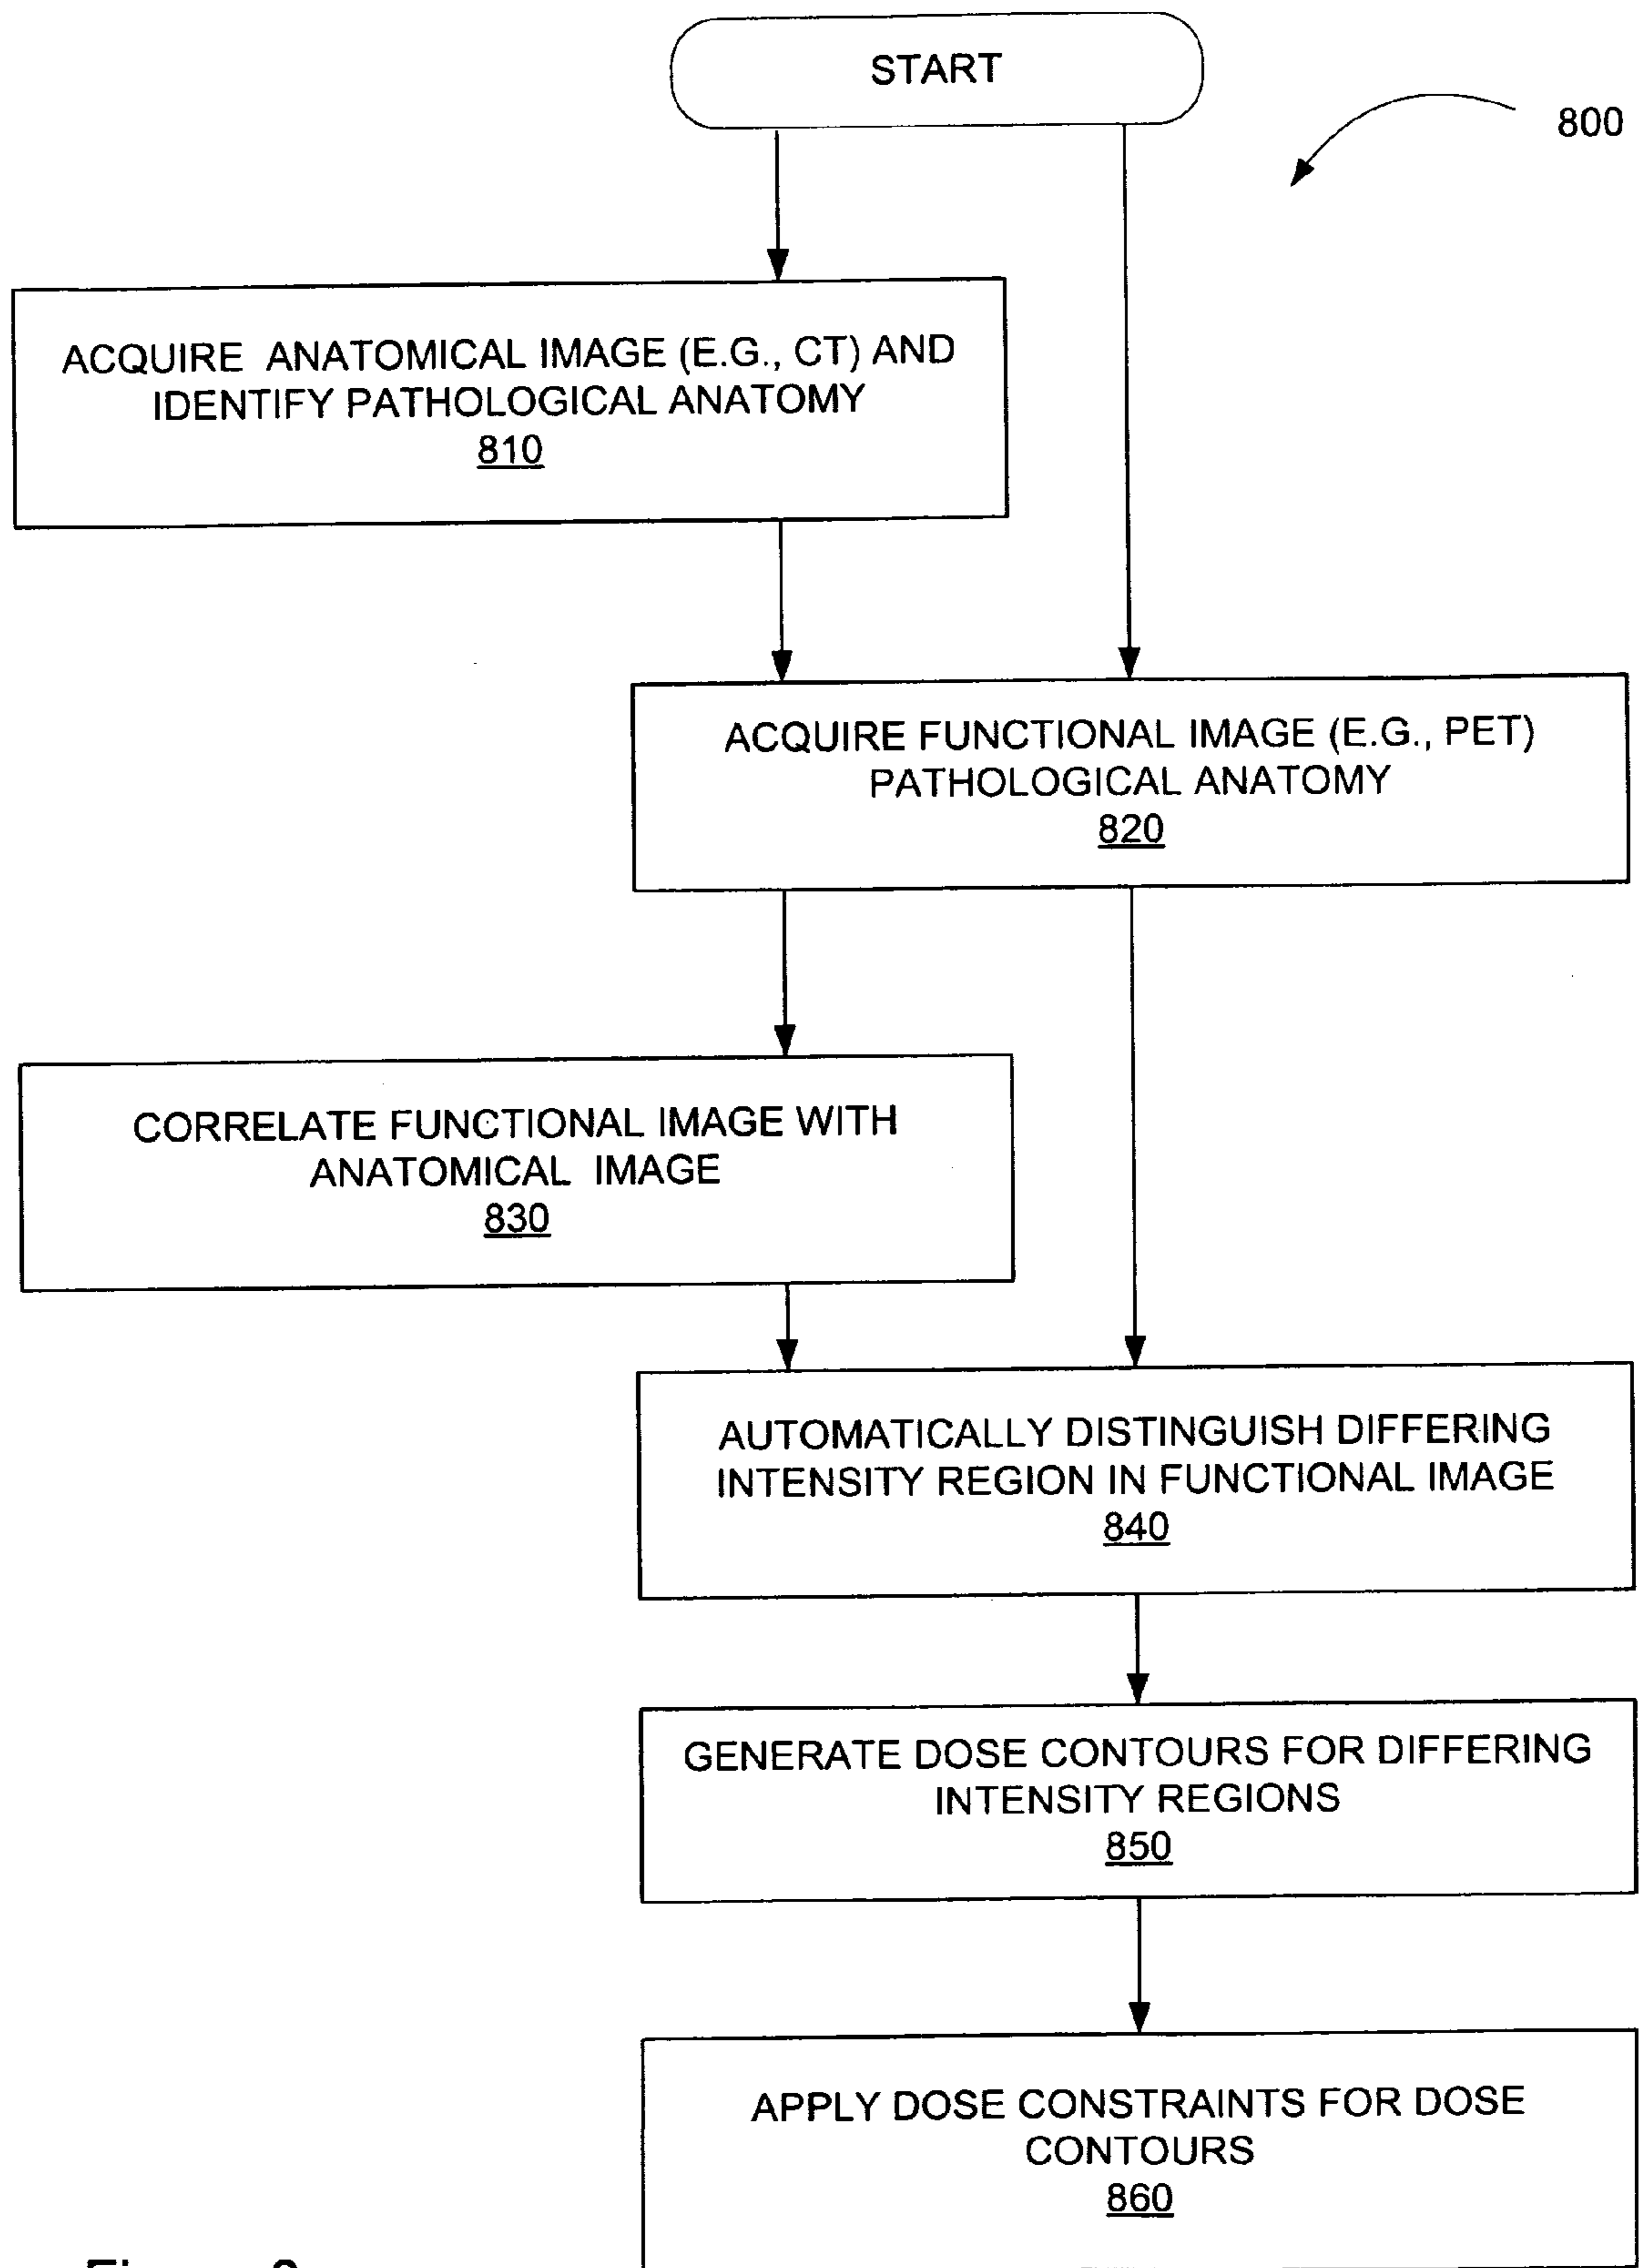 START
800
ACQUIRE ANATOMICAL IMAGE (E.G., CT) AND
IDENTIFY PATHOLOGICAL ANATOMY
810
ACQUIRE FUNCTIONAL IMAGE (E.G., PET)
PATHOLOGICAL ANATOMY
820
CORRELATE FUNCTIONAL IMAGE WITH
ANATOMICAL IMAGE
830
AUTOMATICALLY DISTINGUISH DIFFERING
INTENSITY REGION IN FUNCTIONAL IMAGE
840
GENERATE DOSE CONTOURS FOR DIFFERING
INTENSITY REGIONS
850
APPLY DOSE CONSTRAINTS FOR DOSE
CONTOURS
860